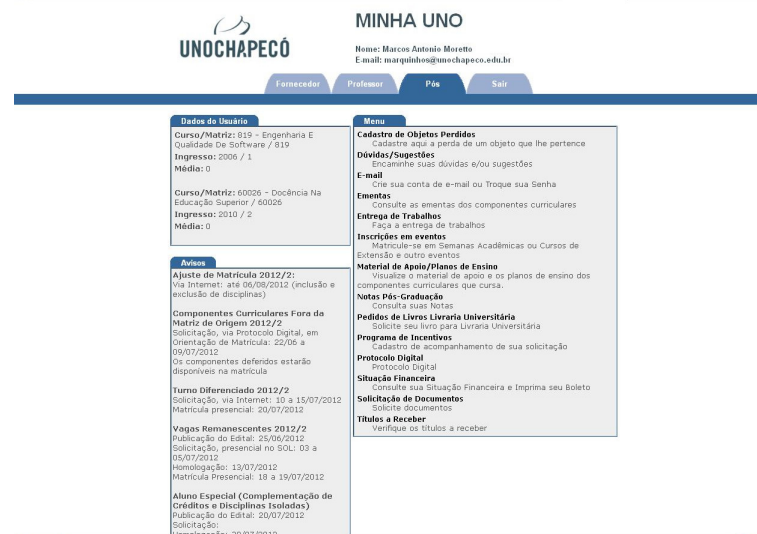 UNOCHAPECÓ
MINHA UNO
Nome: Marcos Antonio Moretto
E-mail: marquinhos@unochapeco.edu.br
Fornecedor
Professor
Pós
Sair
Dados do Usuário
Curso/Matriz: 819 - Engenharia E
Qualidade De Software / 819
Ingresso: 2006 / 1
Média: 0
Curso/Matriz: 60026 - Docência Na
Educação Superior / 60026
Ingresso: 2010 / 2
Média: 0
Avisos
Ajuste de Matrícula 2012/2:
Via Internet: até 06/08/2012 (inclusão e
exclusão de disciplinas)
Componentes Curriculares Fora da
Matriz de Origem 2012/2
Solicitação, via Protocolo Digital, em
Orientação de Matrícula: 22/06 a
09/07/2012
Os componentes deferidos estarão
disponíveis na matrícula
Turno Diferenciado 2012/2
Solicitação, via Internet: 10 a 15/07/2012
Matrícula presencial: 20/07/2012
Vagas Remanescentes 2012/2
Publicação do Edital: 25/06/2012
Solicitação, presencial no SOL: 03 a
05/07/2012
Homologação: 13/07/2012
Matrícula Presencial: 18 a 19/07/2012
Aluno Especial (Complementação de
Créditos e Disciplinas Isoladas)
Publicação do Edital: 20/07/2012
Solicitação:
Menu
Cadastro de Objetos Perdidos
Cadastre aqui a perda de um objeto que lhe pertence
Dúvidas/Sugestões
Encaminhe suas dúvidas e/ou sugestões
E-mail
Crie sua conta de e-mail ou Troque sua Senha
Ementas
Consulte as ementas dos componentes curriculares
Entrega de Trabalhos
Faça a entrega de trabalhos
Inscrições em eventos
Matricule-se em Semanas Acadêmicas ou Cursos de
Extensão e outro eventos
Material de Apoio/Planos de Ensino
Visualize o material de apoio e os planos de ensino dos
componentes curriculares que cursa.
Notas Pós-Graduação
Consulta suas Notas
Pedidos de Livros Livraria Universitária
Solicite seu livro para Livraria Universitária
Programa de Incentivos
Cadastro de acompanhamento de sua solicitação
Protocolo Digital
Protocolo Digital
Situação Financeira
Consulte sua Situação Financeira e Imprima seu Boleto
Solicitação de Documentos
Solicite documentos
Títulos a Receber
Verifique os títulos a receber